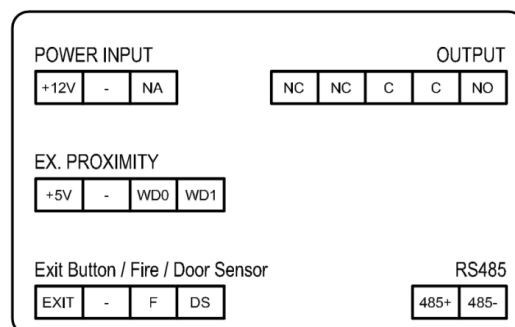 POWER INPUT OUTPUT
+12V - NA NC NC C C NO
EX. PROXIMITY
+5V - WD0 WD1
Exit Button / Fire / Door Sensor RS485
EXIT - F DS 485+ 485-